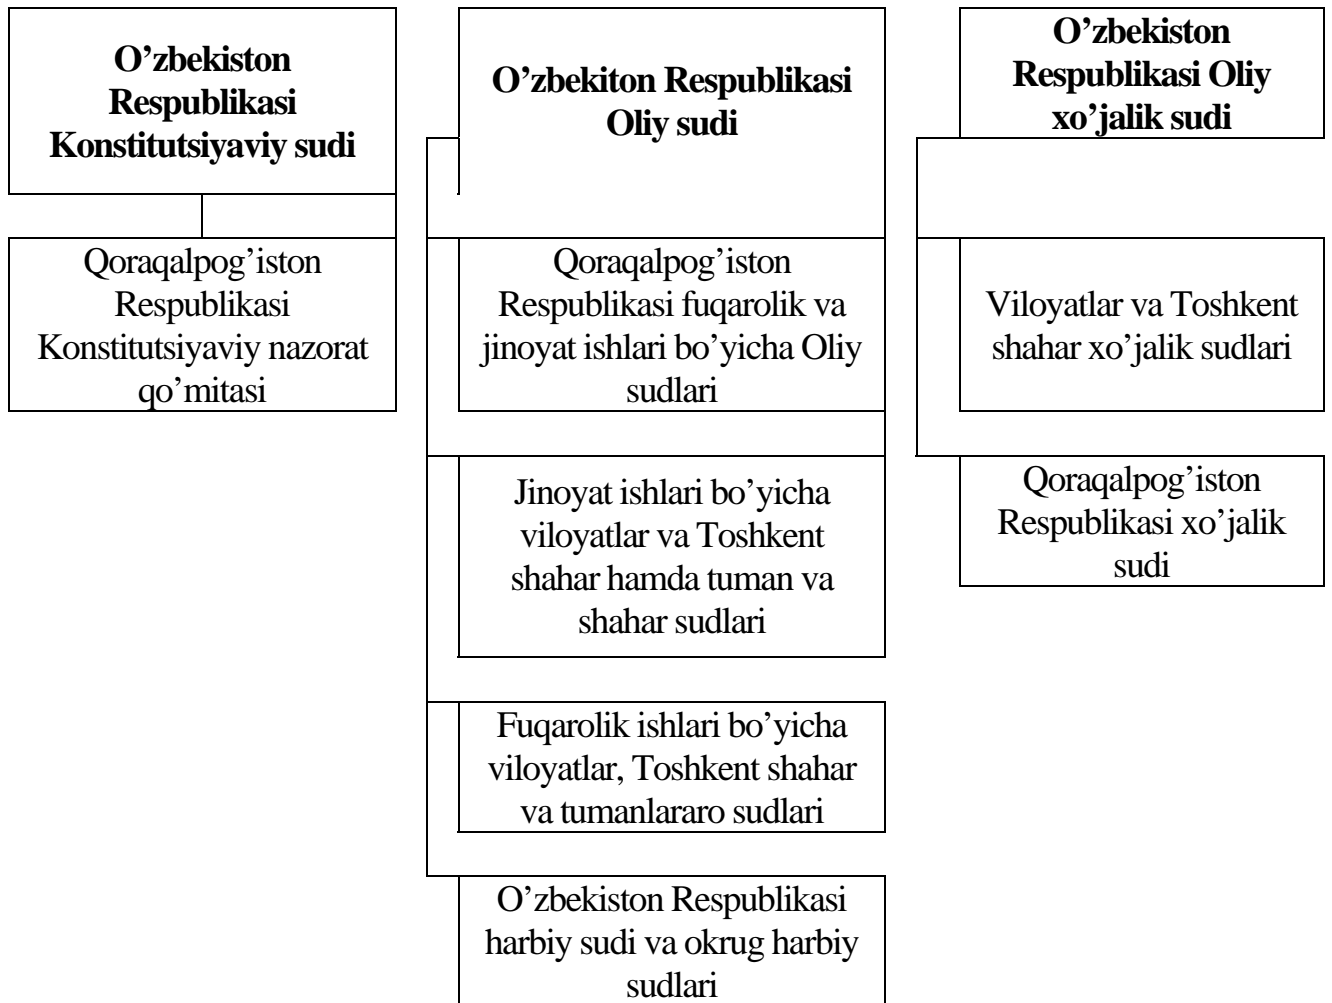 O’zbekiston
Respublikasi
Konstitutsiyaviy sudi
Qoraqalpog’iston
Respublikasi
Konstitutsiyaviy nazorat
qo’mitasi
O’zbekiton Respublikasi
Oliy sudi
Qoraqalpog’iston
Respublikasi fuqarolik va
jinoyat ishlari bo’yicha Oliy
sudlari
Jinoyat ishlari bo’yicha
viloyatlar va Toshkent
shahar hamda tuman va
shahar sudlari
Fuqarolik ishlari bo’yicha
viloyatlar, Toshkent shahar
va tumanlararo sudlari
O’zbekiston Respublikasi
harbiy sudi va okrug harbiy
sudlari
O’zbekiston
Respublikasi Oliy
xo’jalik sudi
Viloyatlar va Toshkent
shahar xo’jalik sudlari
Qoraqalpog’iston
Respublikasi xo’jalik
sudi